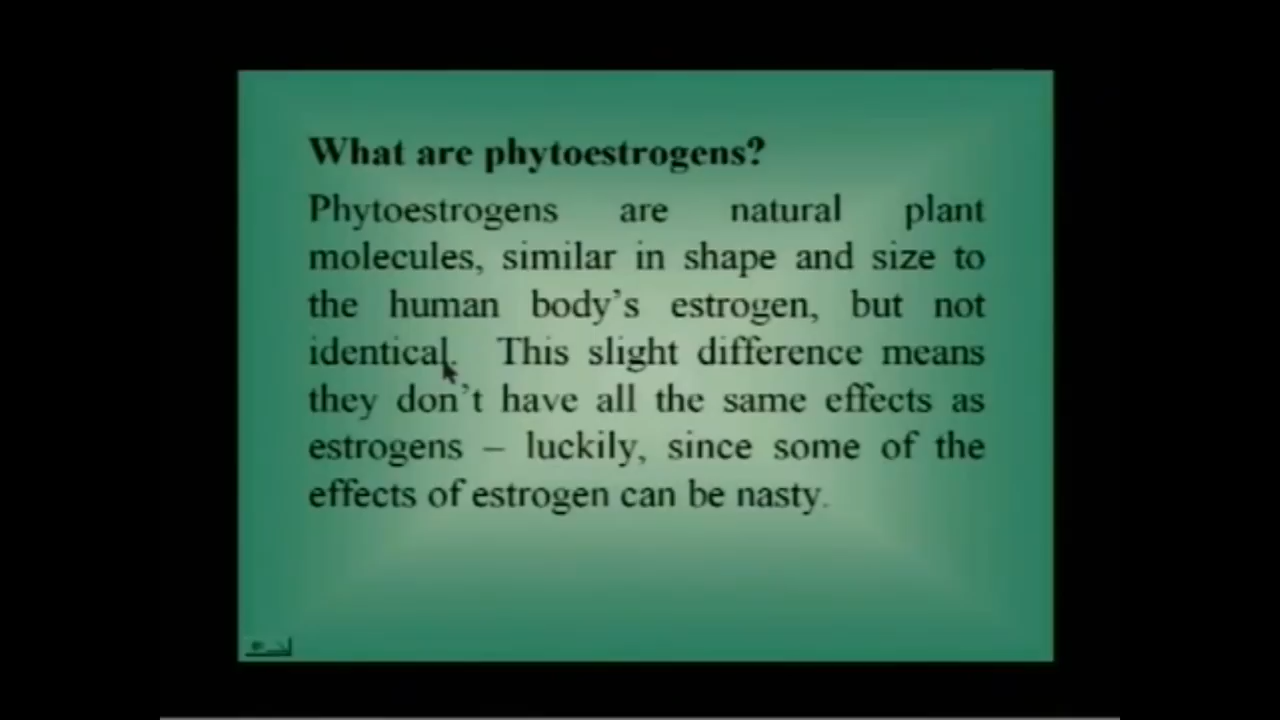 What are phytoestrogens?
Phytoestrogens are natural plant
molecules, similar in shape and size to
the human body's estrogen, but not
identical. This slight difference means
they don't have all the same effects as
estrogens – luckily, since some of the
effects of estrogen can be nasty.